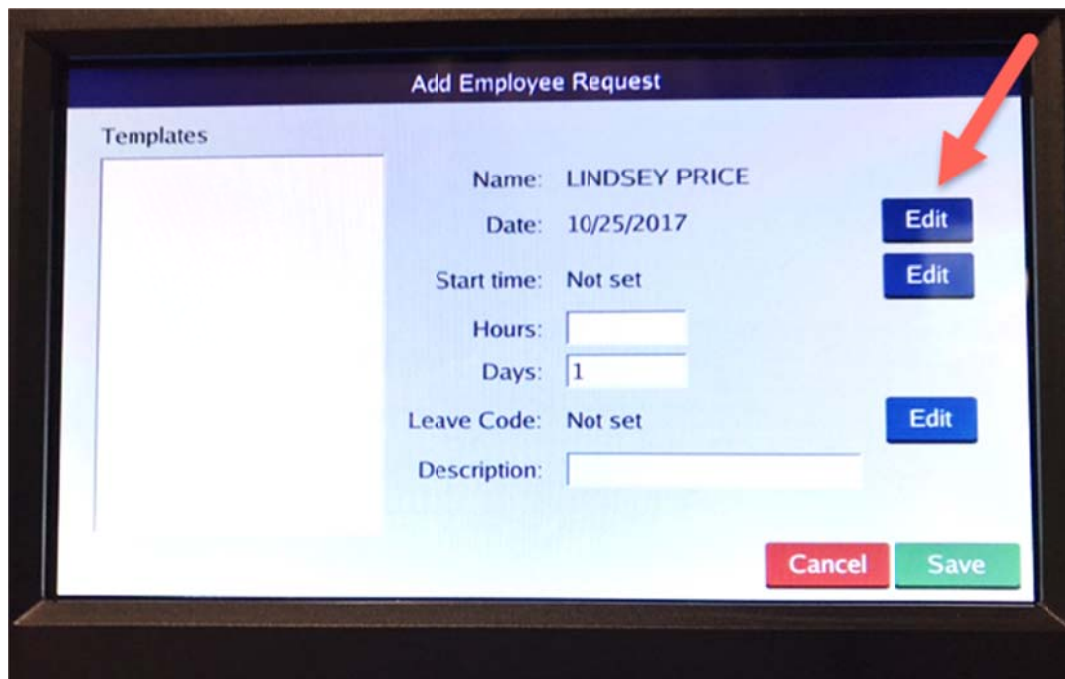 Add Employee Request
Templates
Name: LINDSEY PRICE
Date: 10/25/2017 Edit
Start time: Not set Edit
Hours:
Days: 1
Leave Code: Not set Edit
Description:
Cancel Save